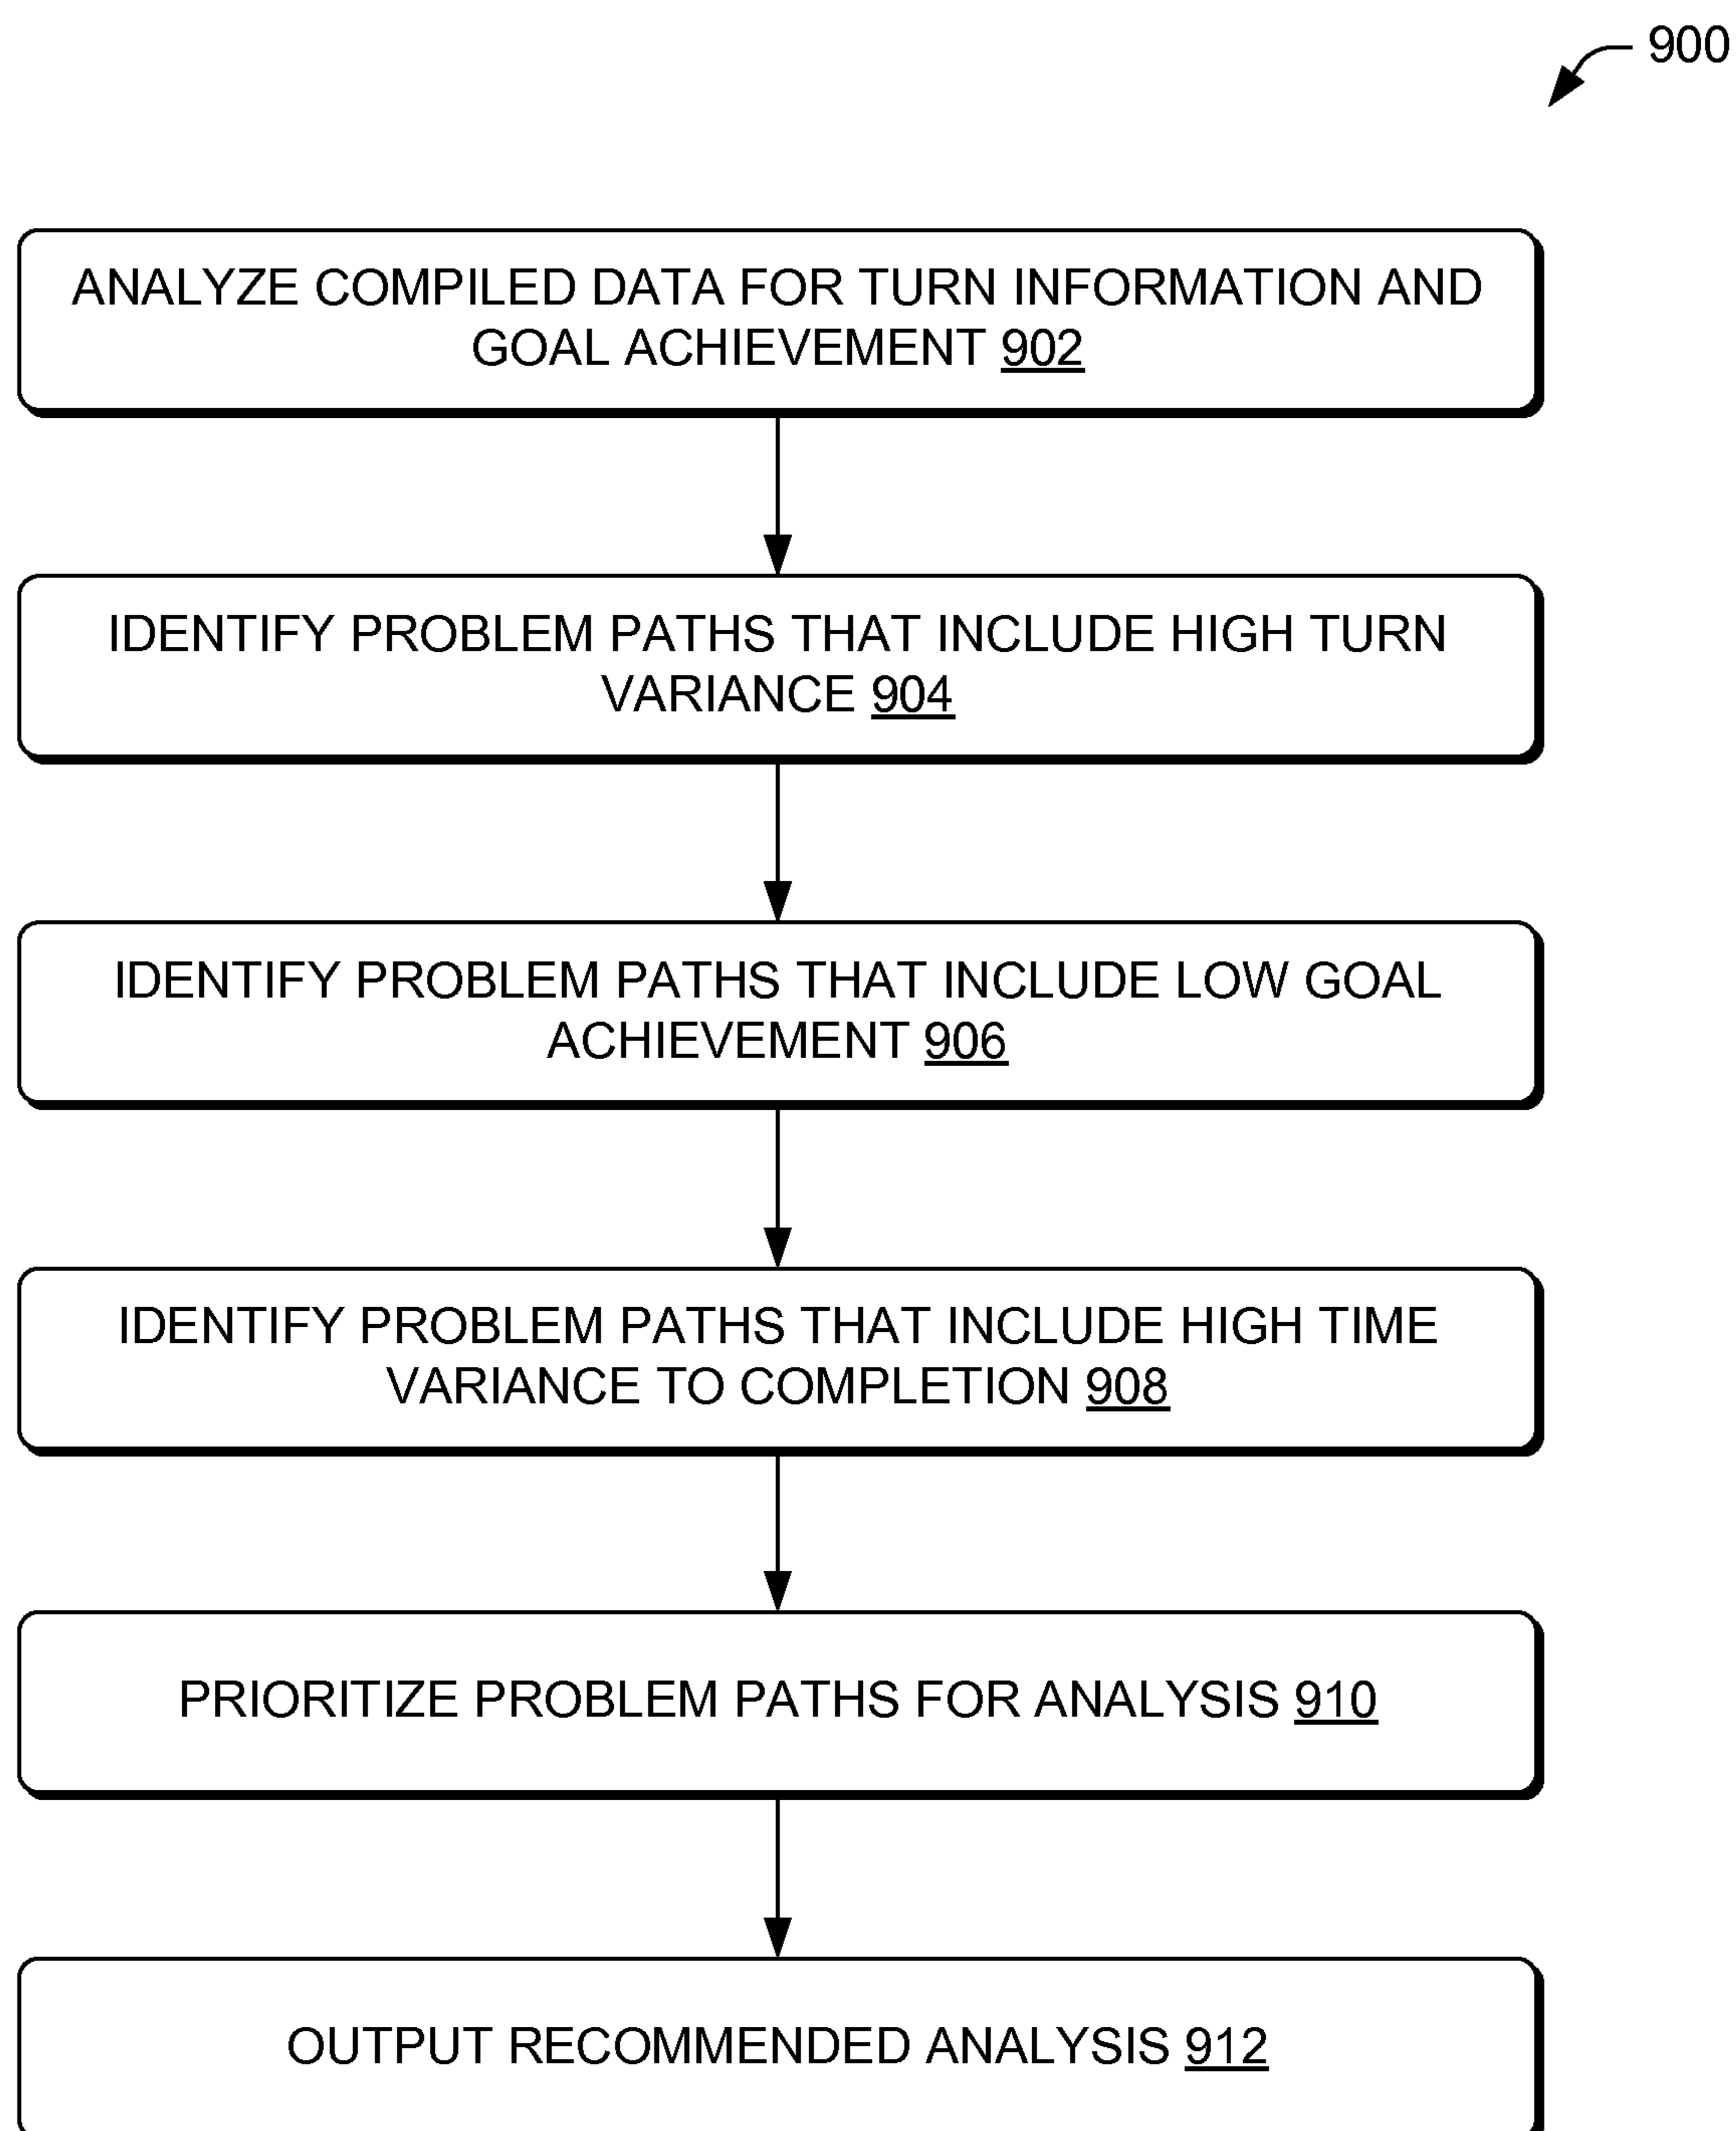 900
ANALYZE COMPILED DATA FOR TURN INFORMATION AND
GOAL ACHIEVEMENT 902
IDENTIFY PROBLEM PATHS THAT INCLUDE HIGH TURN
VARIANCE 904
IDENTIFY PROBLEM PATHS THAT INCLUDE LOW GOAL
ACHIEVEMENT 906
IDENTIFY PROBLEM PATHS THAT INCLUDE HIGH TIME
VARIANCE TO COMPLETION 908
PRIORITIZE PROBLEM PATHS FOR ANALYSIS 910
OUTPUT RECOMMENDED ANALYSIS 912